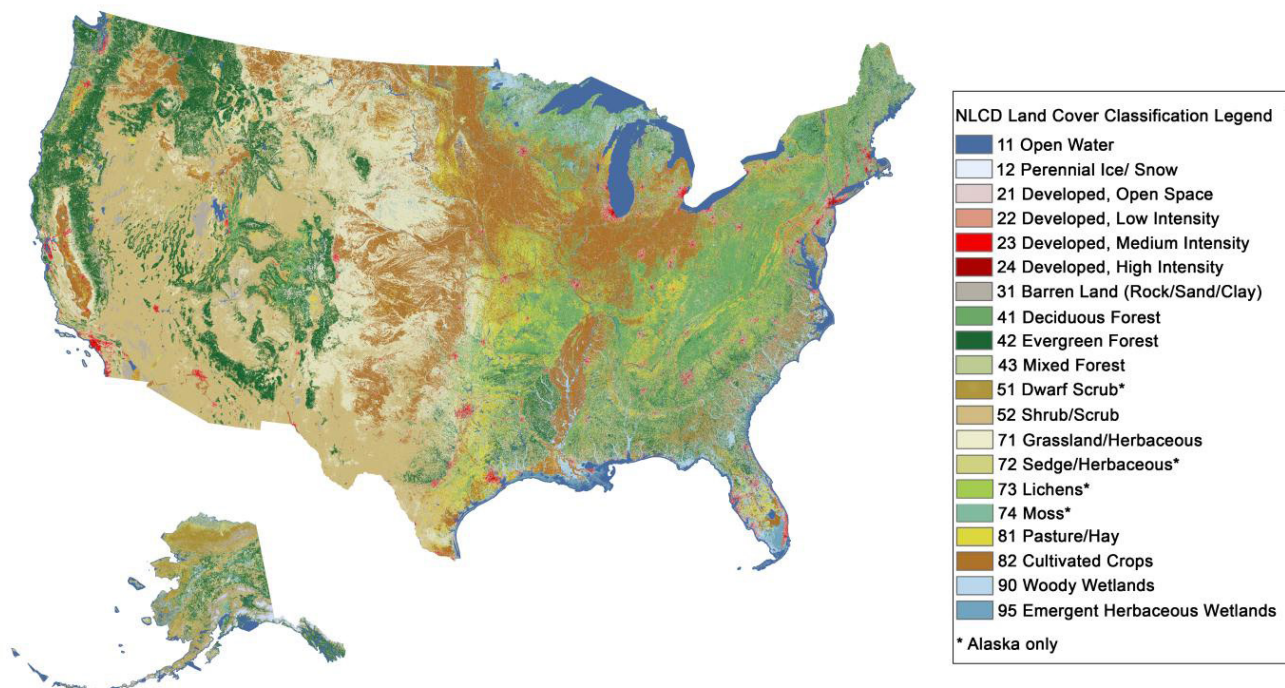 NLCD Land Cover Classification Legend
11 Open Water
12 Perennial Ice/ Snow
21 Developed, Open Space
22 Developed, Low Intensity
23 Developed, Medium Intensity
24 Developed, High Intensity
31 Barren Land (Rock/Sand/Clay)
41 Deciduous Forest
42 Evergreen Forest
43 Mixed Forest
51 Dwarf Scrub*
52 Shrub/Scrub
71 Grassland/Herbaceous
72 Sedge/Herbaceous*
73 Lichens*
74 Moss*
81 Pasture/Hay
82 Cultivated Crops
90 Woody Wetlands
95 Emergent Herbaceous Wetlands
* Alaska only